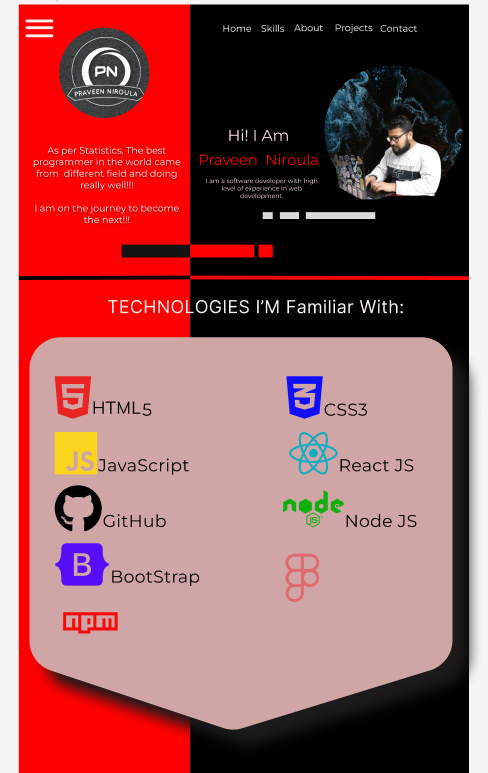 Home Skills About Projects Contact
PN
PRAVEEN NIROULA
As per Statistics, The best
programmer in the world came
from different field and doing
really well!!!
I am on the journey to become
the next!!!
Hi! I Am
Praveen Niroula
I am a software developer with high
level of experience in web
development.
TECHNOLOGIES I'M Familiar With:
5 HTML5
3 CSS3
JS JavaScript
React JS
GitHub
node JS Node JS
B BootStrap
npm